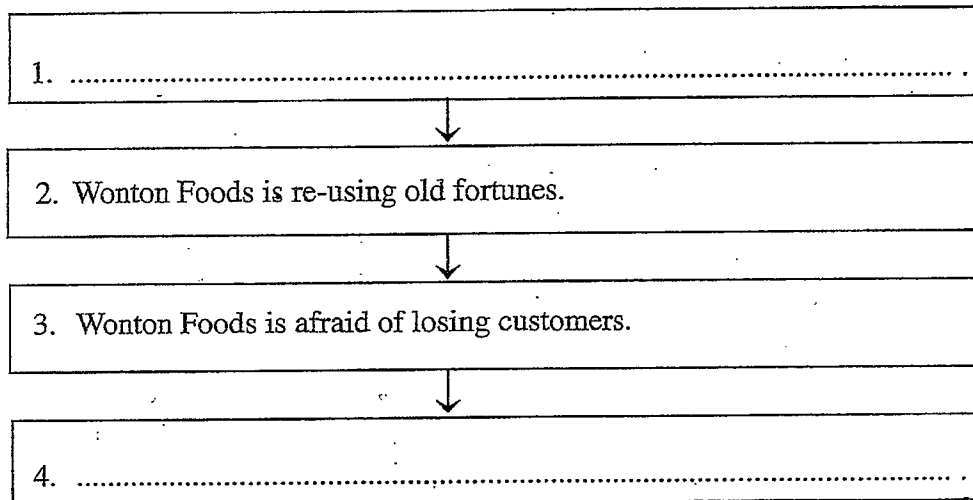 1. ........................................................................................................ .
2. Wonton Foods is re-using old fortunes.
3. Wonton Foods is afraid of losing customers.
4. ........................................................................................................ .